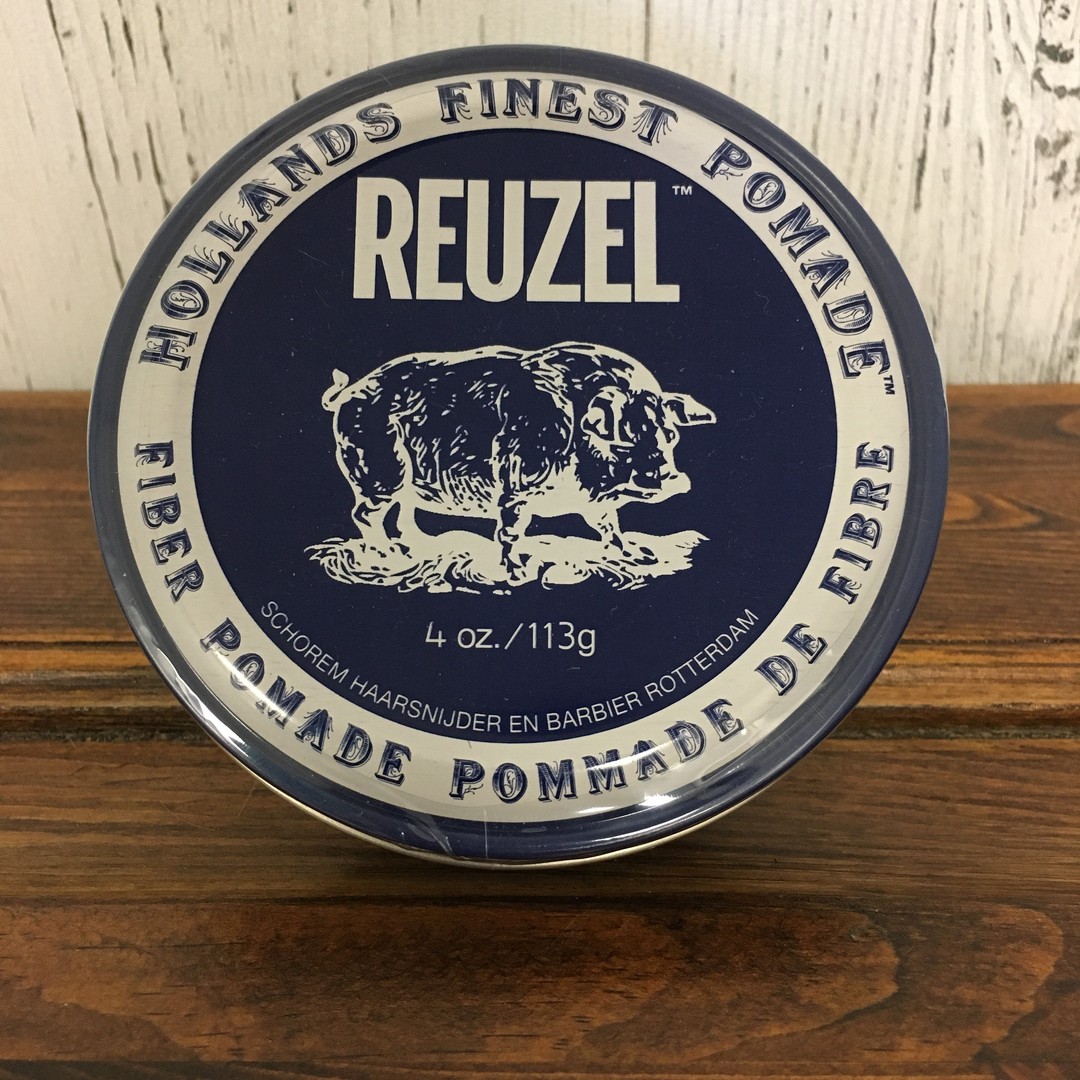 HOLLANDS FINEST POMADE™
REUZEL™
4 oz./113g
SCHOREM HAARSNIJDER EN BARBIER ROTTERDAM
FIBER POMADE POMMADE DE FIBRE